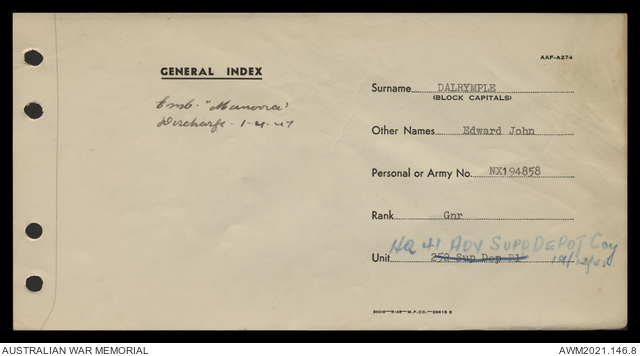 AAF-A274
GENERAL INDEX
Emb. "Manoora"
Discharge. 1-4-47
Surname DALRYMPLE
(BLOCK CAPITALS)
Other Names Edward John
Personal or Army No. NX194858
Rank Gnr
HQ 41 ADV SUPP DEPOT Coy
Unit 252 Sup Dep Pl
AUSTRALIAN WAR MEMORIAL
AWM2021.146.8